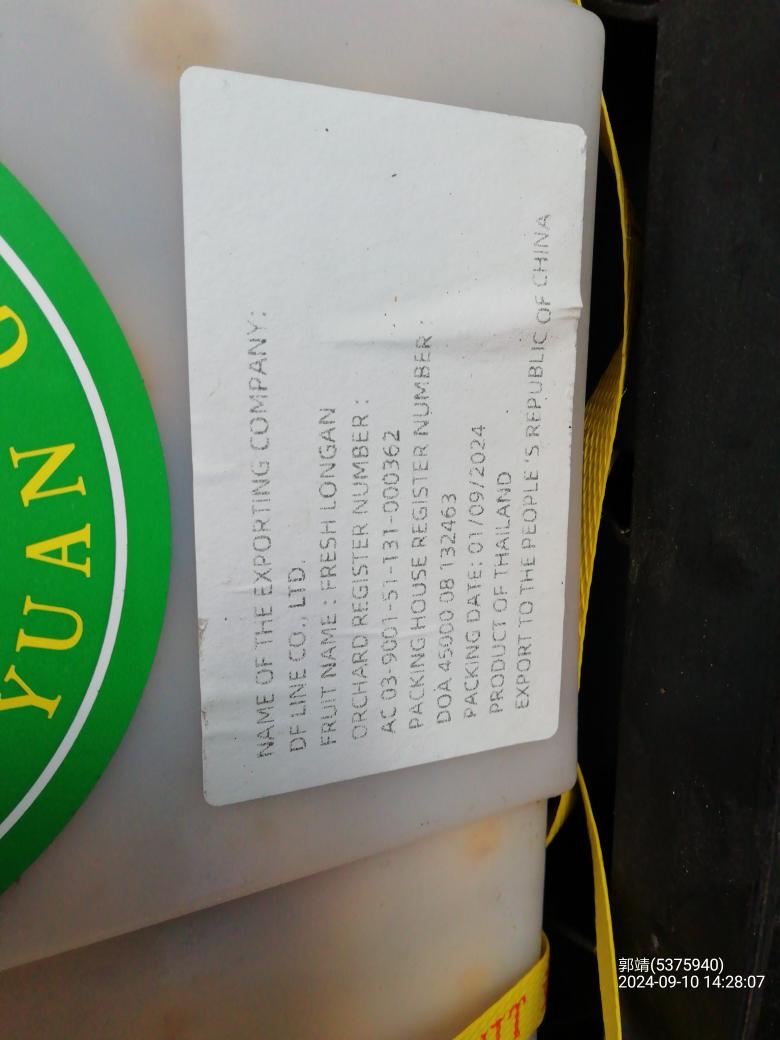 NAME OF THE EXPORTING COMPANY:
DF LINE CO., LTD.
FRUIT NAME : FRESH LONGAN
ORCHARD REGISTER NUMBER :
AC 03-9001-51-131-000362
PACKING HOUSE REGISTER NUMBER :
DOA 45000 08 132463
PACKING DATE: 01/09/2024
PRODUCT OF THAILAND
EXPORT TO THE PEOPLE 'S REPUBLIC OF CHINA
YUAN
郭靖(5375940)
2024-09-10 14:28:07